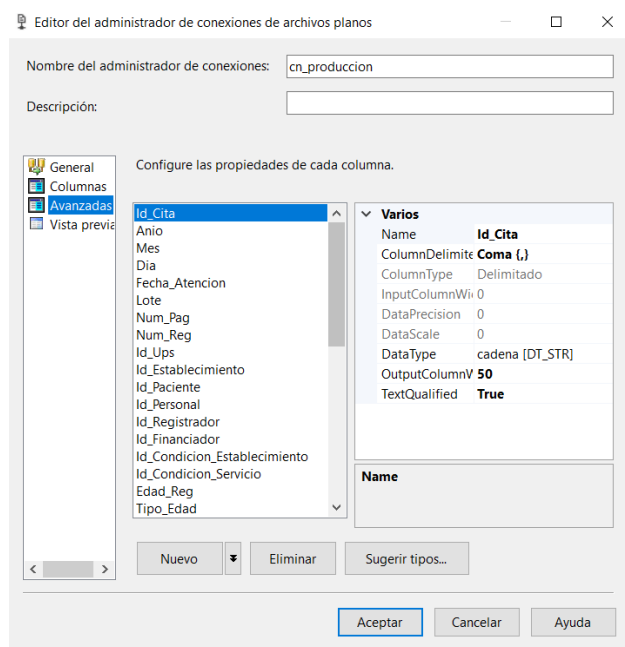 Editor del administrador de conexiones de archivos planos
Nombre del administrador de conexiones: cn_produccion
Descripción:
General
Columnas
Avanzadas
Vista previa
Configure las propiedades de cada columna.
Id_Cita
Anio
Mes
Dia
Fecha_Atencion
Lote
Num_Pag
Num_Reg
Id_Ups
Id_Establecimiento
Id_Paciente
Id_Personal
Id_Registrador
Id_Financiador
Id_Condicion_Establecimiento
Id_Condicion_Servicio
Edad_Reg
Tipo_Edad
Varios
Name Id_Cita
ColumnDelimite Coma {,}
ColumnType Delimitado
InputColumnWi 0
DataPrecision 0
DataScale 0
DataType cadena [DT_STR]
OutputColumnW 50
TextQualified True
Name
Nuevo Eliminar Sugerir tipos...
Aceptar Cancelar Ayuda